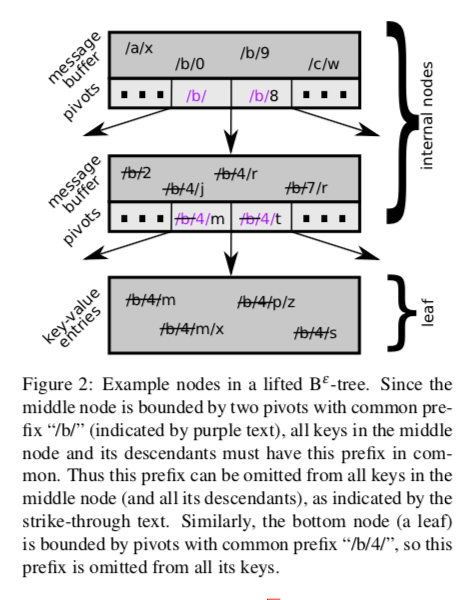 /a/x
/b/0
/b/9
/c/w
message
buffer
pivots
/b/
/b/8
internal nodes
/b/2
/b/4/j
/b/4/r
/b/7/r
message
buffer
pivots
/b/4/m
/b/4/t
/b/4/m
/b/4/p/z
/b/4/m/x
/b/4/s
key-value
entries
leaf
Figure 2: Example nodes in a lifted Bε-tree. Since the
middle node is bounded by two pivots with common pre-
fix “/b/” (indicated by purple text), all keys in the middle
node and its descendants must have this prefix in com-
mon. Thus this prefix can be omitted from all keys in the
middle node (and all its descendants), as indicated by the
strike-through text. Similarly, the bottom node (a leaf)
is bounded by pivots with common prefix “/b/4/”, so this
prefix is omitted from all its keys.